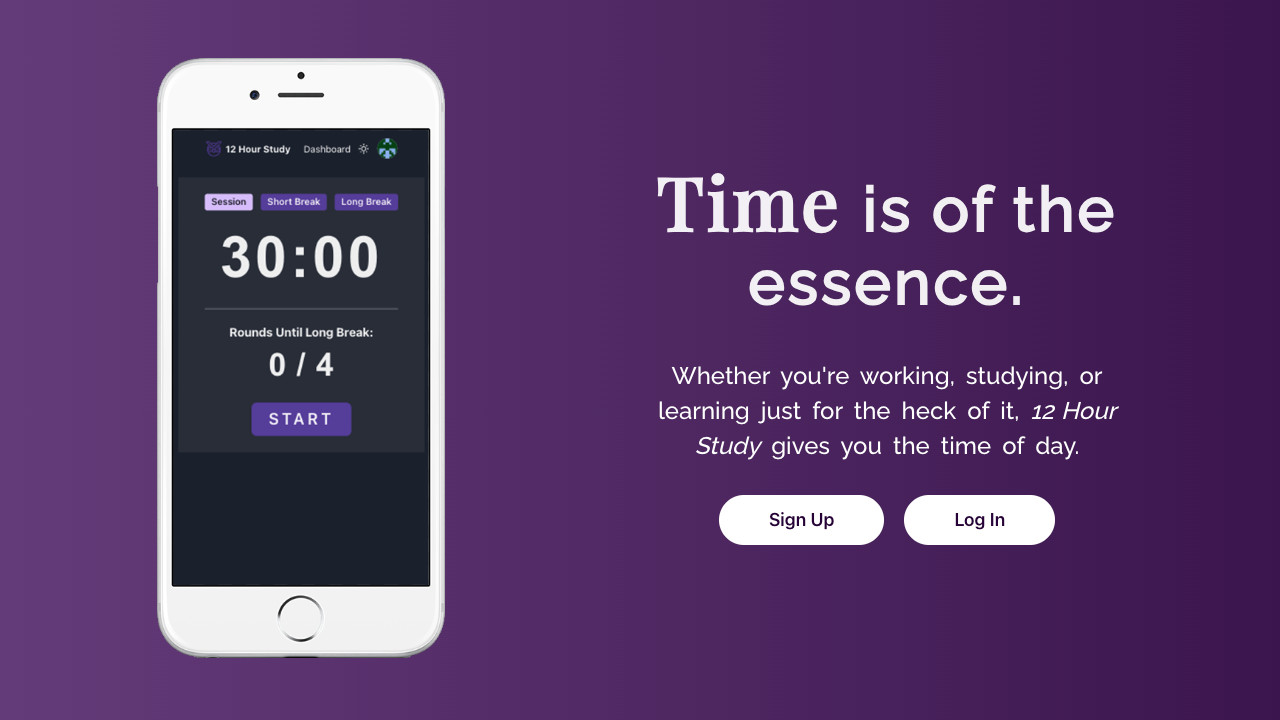 12 Hour Study Dashboard
Session Short Break Long Break
30:00
Rounds Until Long Break:
0 / 4
START
Time is of the
essence.
Whether you're working, studying, or
learning just for the heck of it, 12 Hour
Study gives you the time of day.
Sign Up Log In